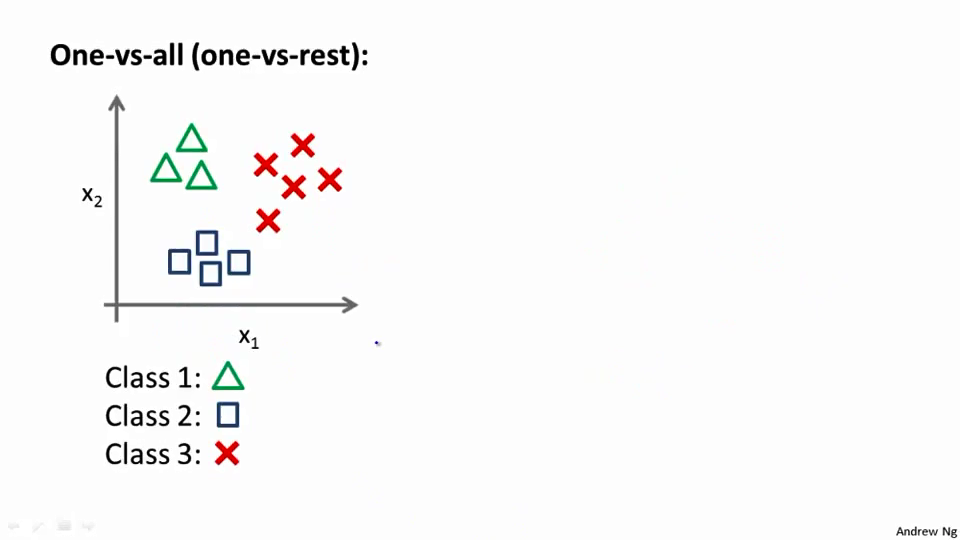 One-vs-all (one-vs-rest):
x₂
x₁
Class 1:
Class 2:
Class 3:
Andrew Ng